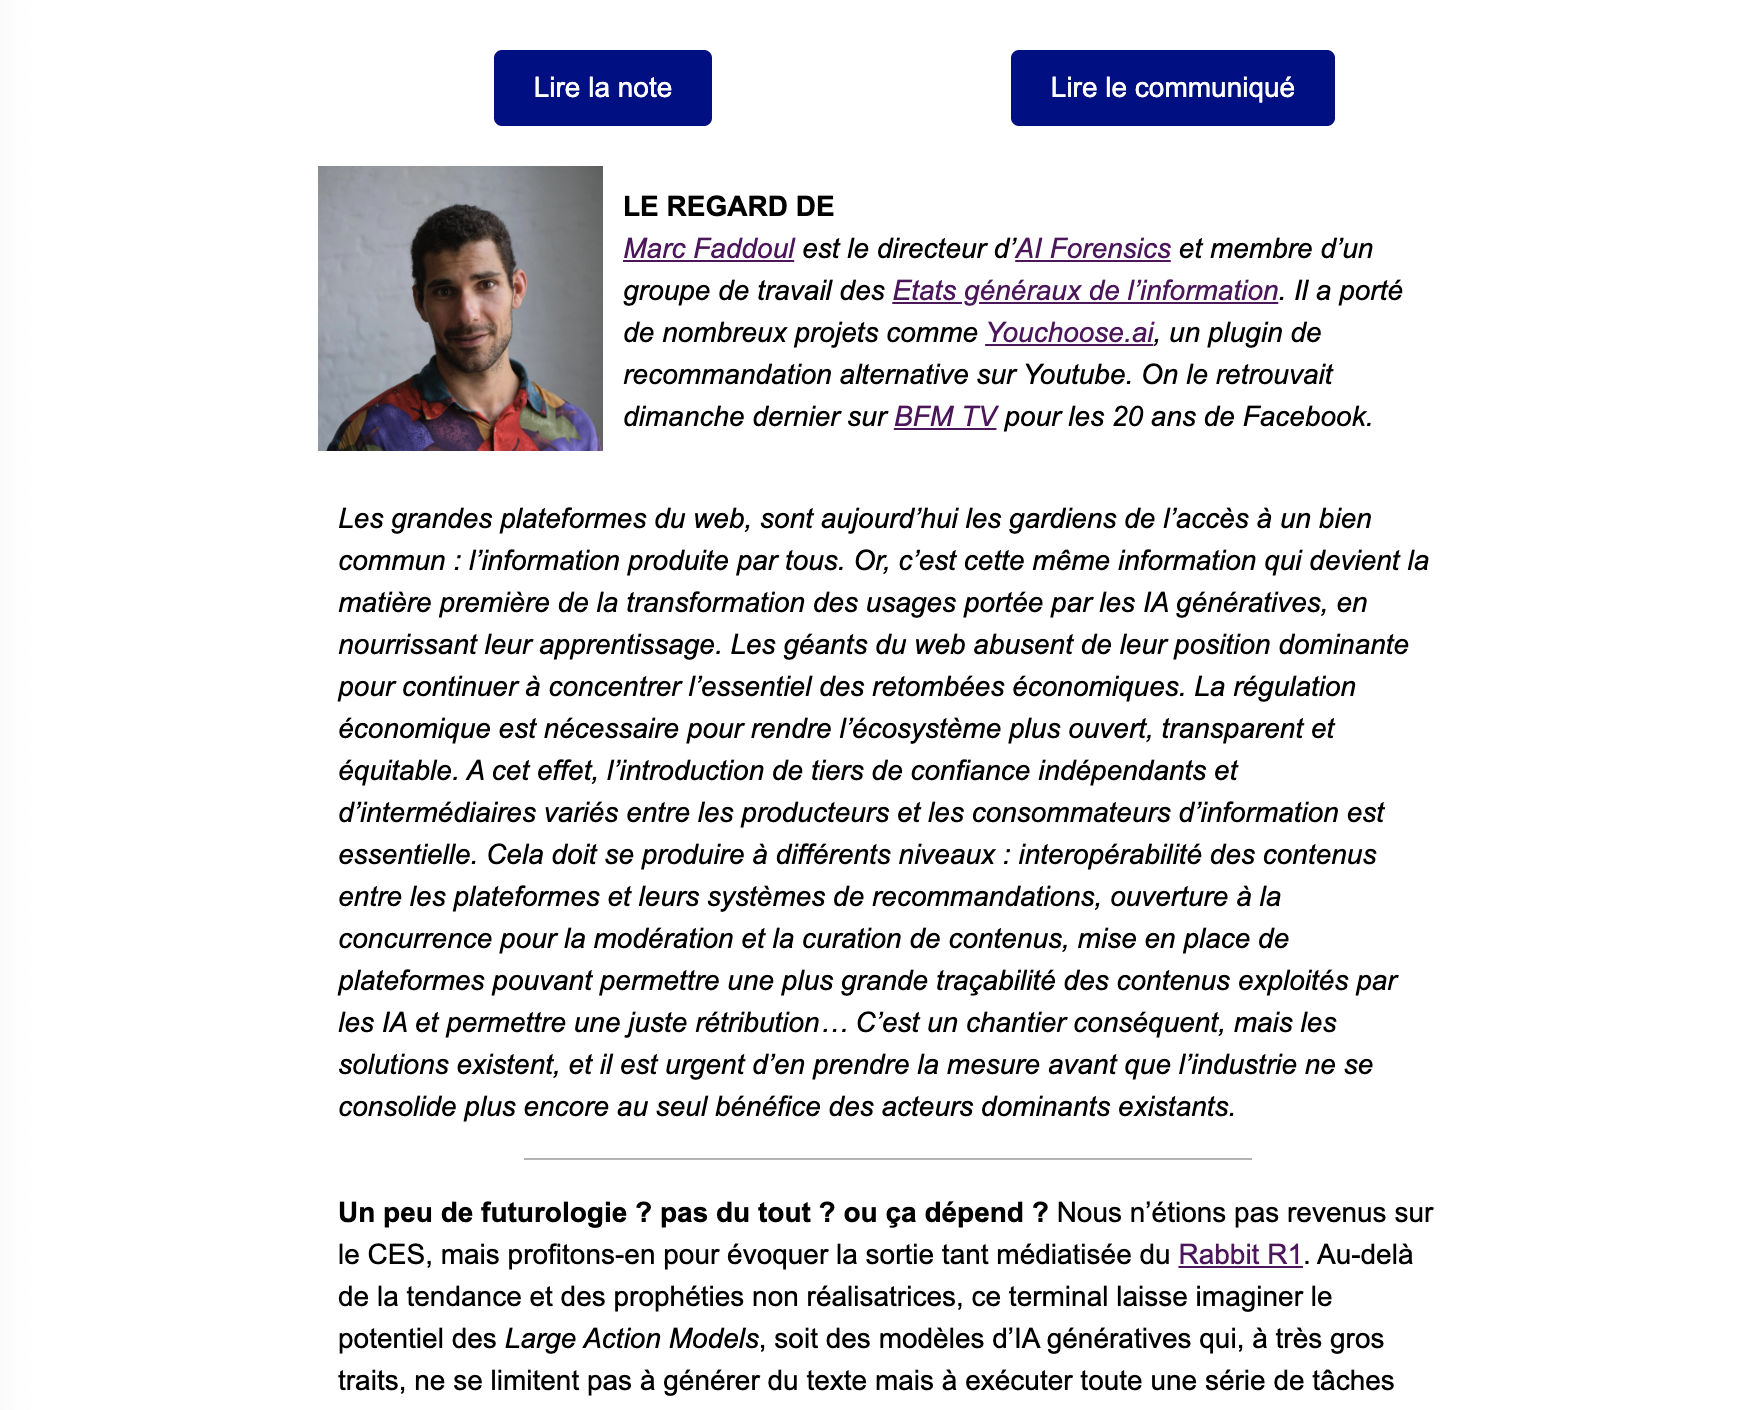 Lire la note
Lire le communiqué
LE REGARD DE
Marc Faddoul est le directeur d’AI Forensics et membre d’un
groupe de travail des Etats généraux de l’information. Il a porté
de nombreux projets comme Youchoose.ai, un plugin de
recommandation alternative sur Youtube. On le retrouvait
dimanche dernier sur BFM TV pour les 20 ans de Facebook.
Les grandes plateformes du web, sont aujourd’hui les gardiens de l’accès à un bien
commun : l’information produite par tous. Or, c’est cette même information qui devient la
matière première de la transformation des usages portée par les IA génératives, en
nourrissant leur apprentissage. Les géants du web abusent de leur position dominante
pour continuer à concentrer l’essentiel des retombées économiques. La régulation
économique est nécessaire pour rendre l’écosystème plus ouvert, transparent et
équitable. A cet effet, l’introduction de tiers de confiance indépendants et
d’intermédiaires variés entre les producteurs et les consommateurs d’information est
essentielle. Cela doit se produire à différents niveaux : interopérabilité des contenus
entre les plateformes et leurs systèmes de recommandations, ouverture à la
concurrence pour la modération et la curation de contenus, mise en place de
plateformes pouvant permettre une plus grande traçabilité des contenus exploités par
les IA et permettre une juste rétribution… C’est un chantier conséquent, mais les
solutions existent, et il est urgent d’en prendre la mesure avant que l’industrie ne se
consolide plus encore au seul bénéfice des acteurs dominants existants.
Un peu de futurologie ? pas du tout ? ou ça dépend ? Nous n’étions pas revenus sur
le CES, mais profitons-en pour évoquer la sortie tant médiatisée du Rabbit R1. Au-delà
de la tendance et des prophéties non réalisatrices, ce terminal laisse imaginer le
potentiel des Large Action Models, soit des modèles d’IA génératives qui, à très gros
traits, ne se limitent pas à générer du texte mais à exécuter toute une série de tâches